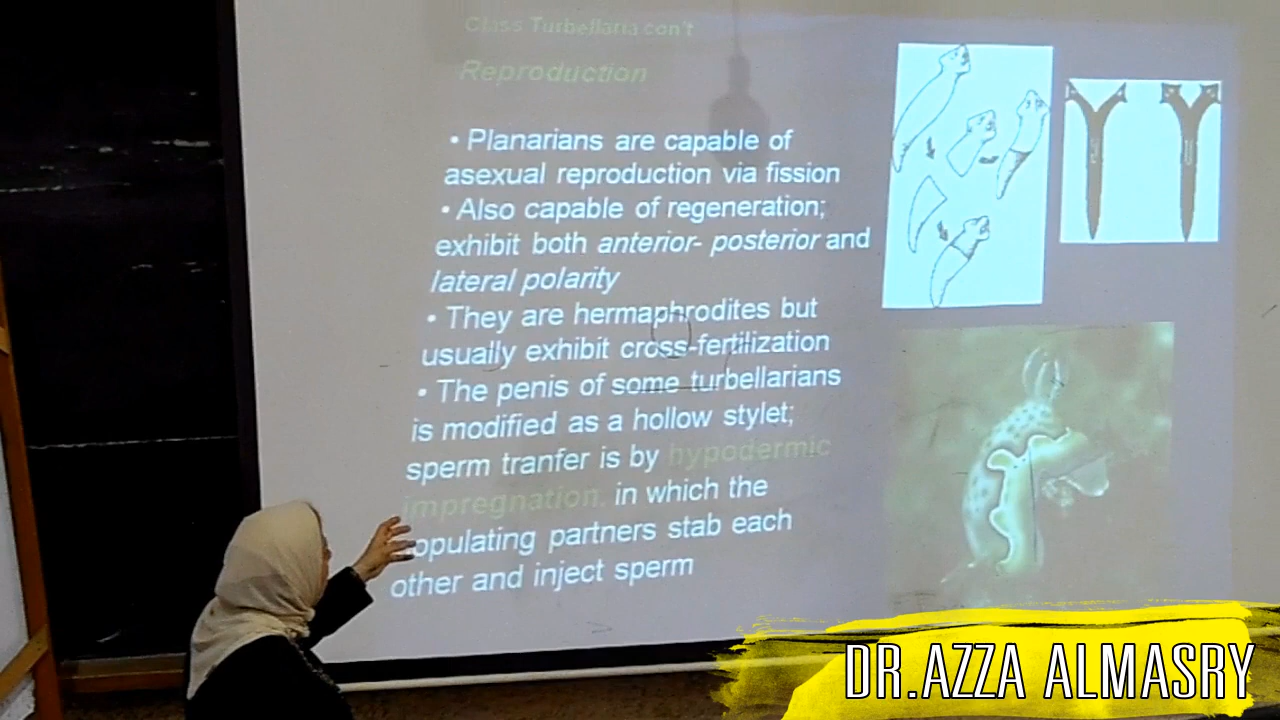 Class Turbellaria con't
Reproduction
• Planarians are capable of
asexual reproduction via fission
• Also capable of regeneration;
exhibit both anterior- posterior and
lateral polarity
• They are hermaphrodites but
usually exhibit cross-fertilization
• The penis of some turbellarians
is modified as a hollow stylet;
sperm tranfer is by hypodermic
impregnation, in which the
copulating partners stab each
other and inject sperm
DR.AZZA ALMASRY